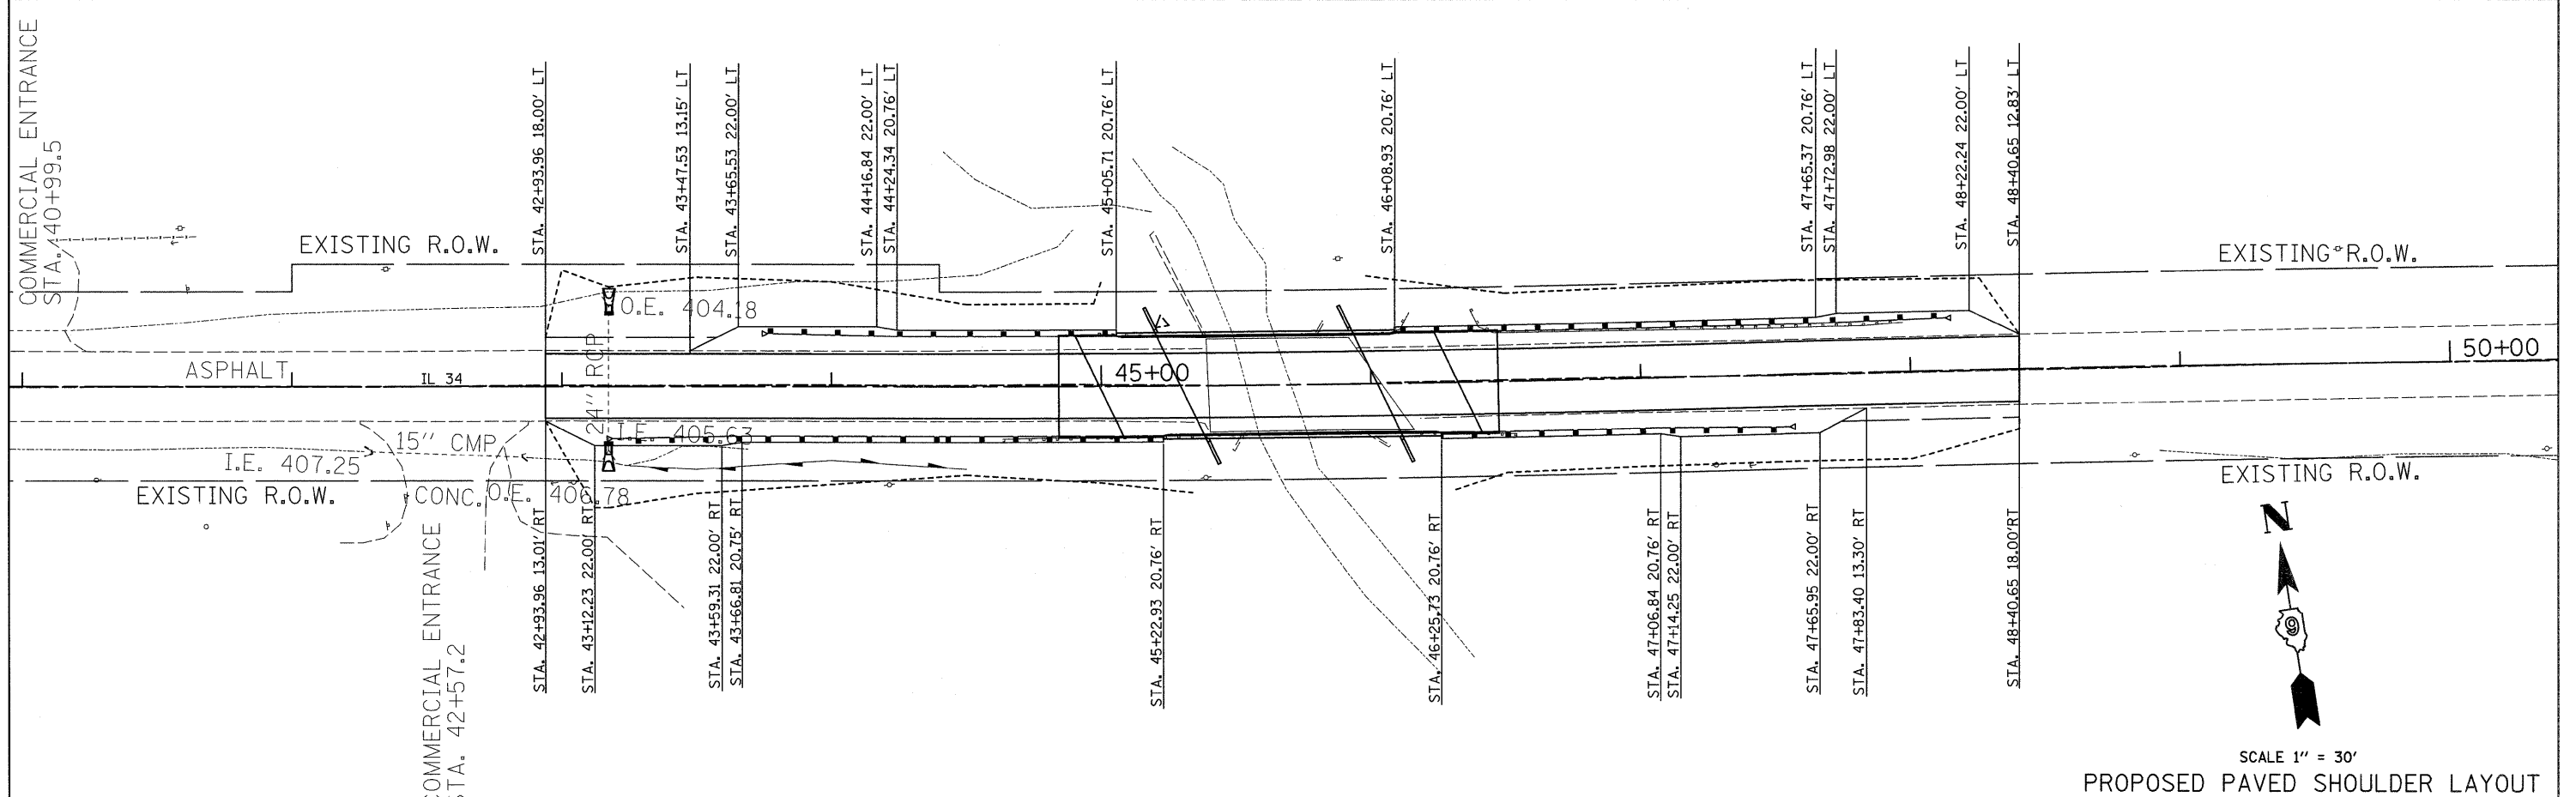 COMMERCIAL ENTRANCE
STA. 40+99.5
STA. 42+93.96 18.00' LT
STA. 43+47.53 13.15' LT
STA. 43+65.53 22.00' LT
STA. 44+16.84 22.00' LT
STA. 44+24.34 20.76' LT
STA. 45+05.71 20.76' LT
STA. 46+08.93 20.76' LT
STA. 47+65.37 20.76' LT
STA. 47+72.98 22.00' LT
STA. 48+22.24 22.00' LT
STA. 48+40.65 12.83' LT
EXISTING R.O.W.
EXISTING R.O.W.
O.E. 404.18
24" RCP
ASPHALT
IL 34
45+00
50+00
I.E. 405.63
15" CMP
I.E. 407.25
EXISTING R.O.W.
CONC.
O.E. 406.78
EXISTING R.O.W.
COMMERCIAL ENTRANCE
STA. 42+57.2
STA. 42+93.96 13.01' RT
STA. 43+12.23 22.00' RT
STA. 43+59.31 22.00' RT
STA. 43+66.81 20.75' RT
STA. 45+22.93 20.76' RT
STA. 46+25.73 20.76' RT
STA. 47+06.84 20.76' RT
STA. 47+14.25 22.00' RT
STA. 47+65.95 22.00' RT
STA. 47+83.40 13.30' RT
STA. 48+40.65 18.00'RT
N
9
SCALE 1" = 30'
PROPOSED PAVED SHOULDER LAYOUT